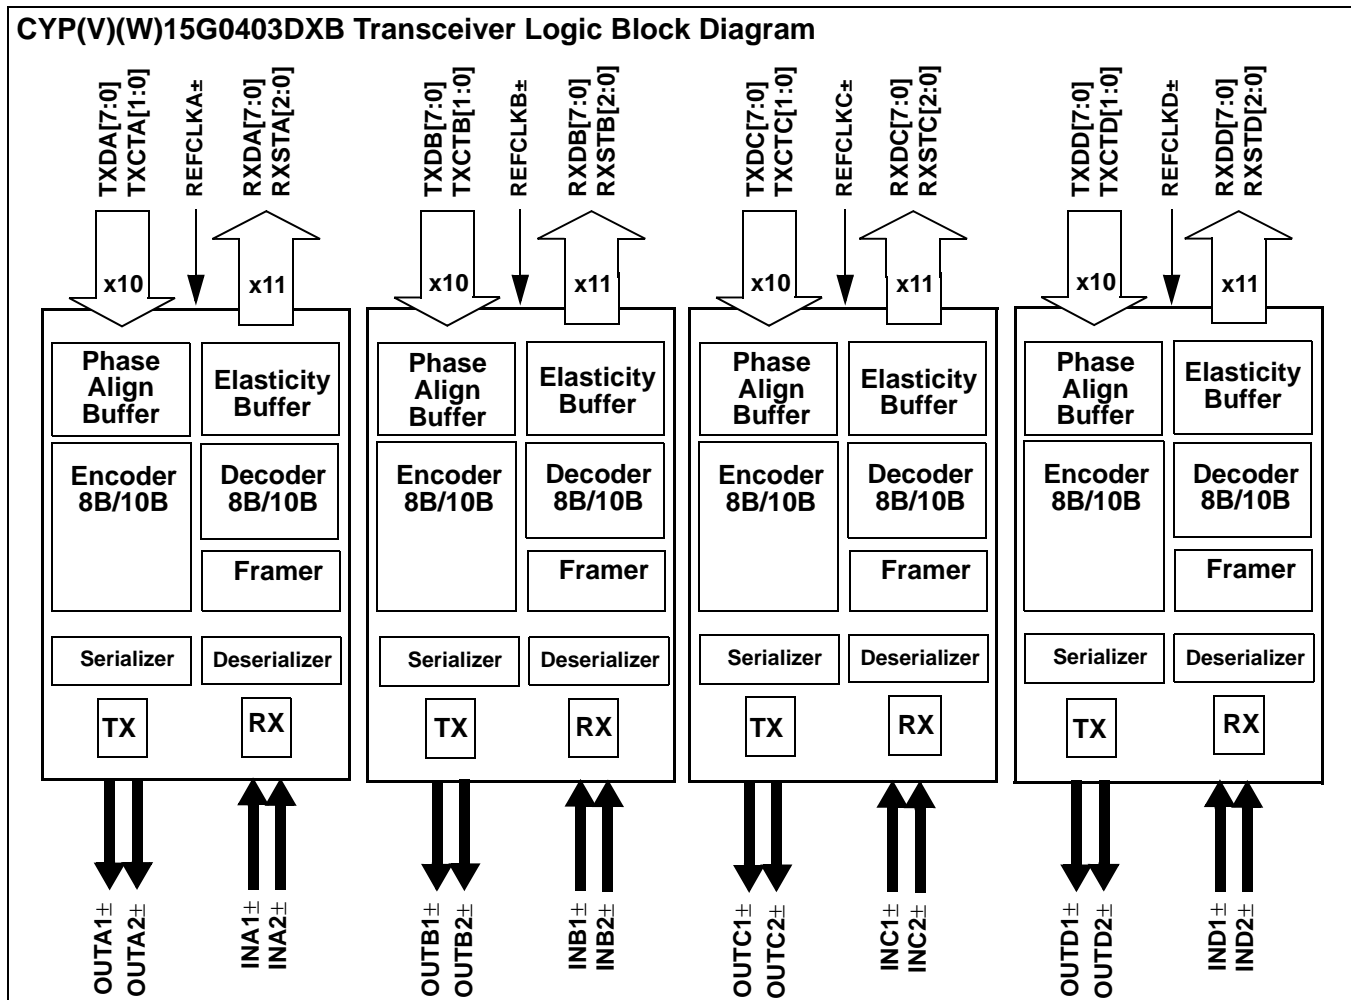 CYP(V)(W)15G0403DXB Transceiver Logic Block Diagram
TXDA[7:0]
TXCTA[1:0]
REFCLKA±
RXDA[7:0]
RXSTA[2:0]
TXDB[7:0]
TXCTB[1:0]
REFCLKB±
RXDB[7:0]
RXSTB[2:0]
TXDC[7:0]
TXCTC[1:0]
REFCLKC±
RXDC[7:0]
RXSTC[2:0]
TXDD[7:0]
TXCTD[1:0]
REFCLKD±
RXDD[7:0]
RXSTD[2:0]
x10
x11
x10
x11
x10
x11
x10
x11
Phase
Align
Buffer
Elasticity
Buffer
Encoder
8B/10B
Decoder
8B/10B
Framer
Serializer
Deserializer
TX
RX
Phase
Align
Buffer
Elasticity
Buffer
Encoder
8B/10B
Decoder
8B/10B
Framer
Serializer
Deserializer
TX
RX
Phase
Align
Buffer
Elasticity
Buffer
Encoder
8B/10B
Decoder
8B/10B
Framer
Serializer
Deserializer
TX
RX
Phase
Align
Buffer
Elasticity
Buffer
Encoder
8B/10B
Decoder
8B/10B
Framer
Serializer
Deserializer
TX
RX
OUTA1±
OUTA2±
INA1±
INA2±
OUTB1±
OUTB2±
INB1±
INB2±
OUTC1±
OUTC2±
INC1±
INC2±
OUTD1±
OUTD2±
IND1±
IND2±